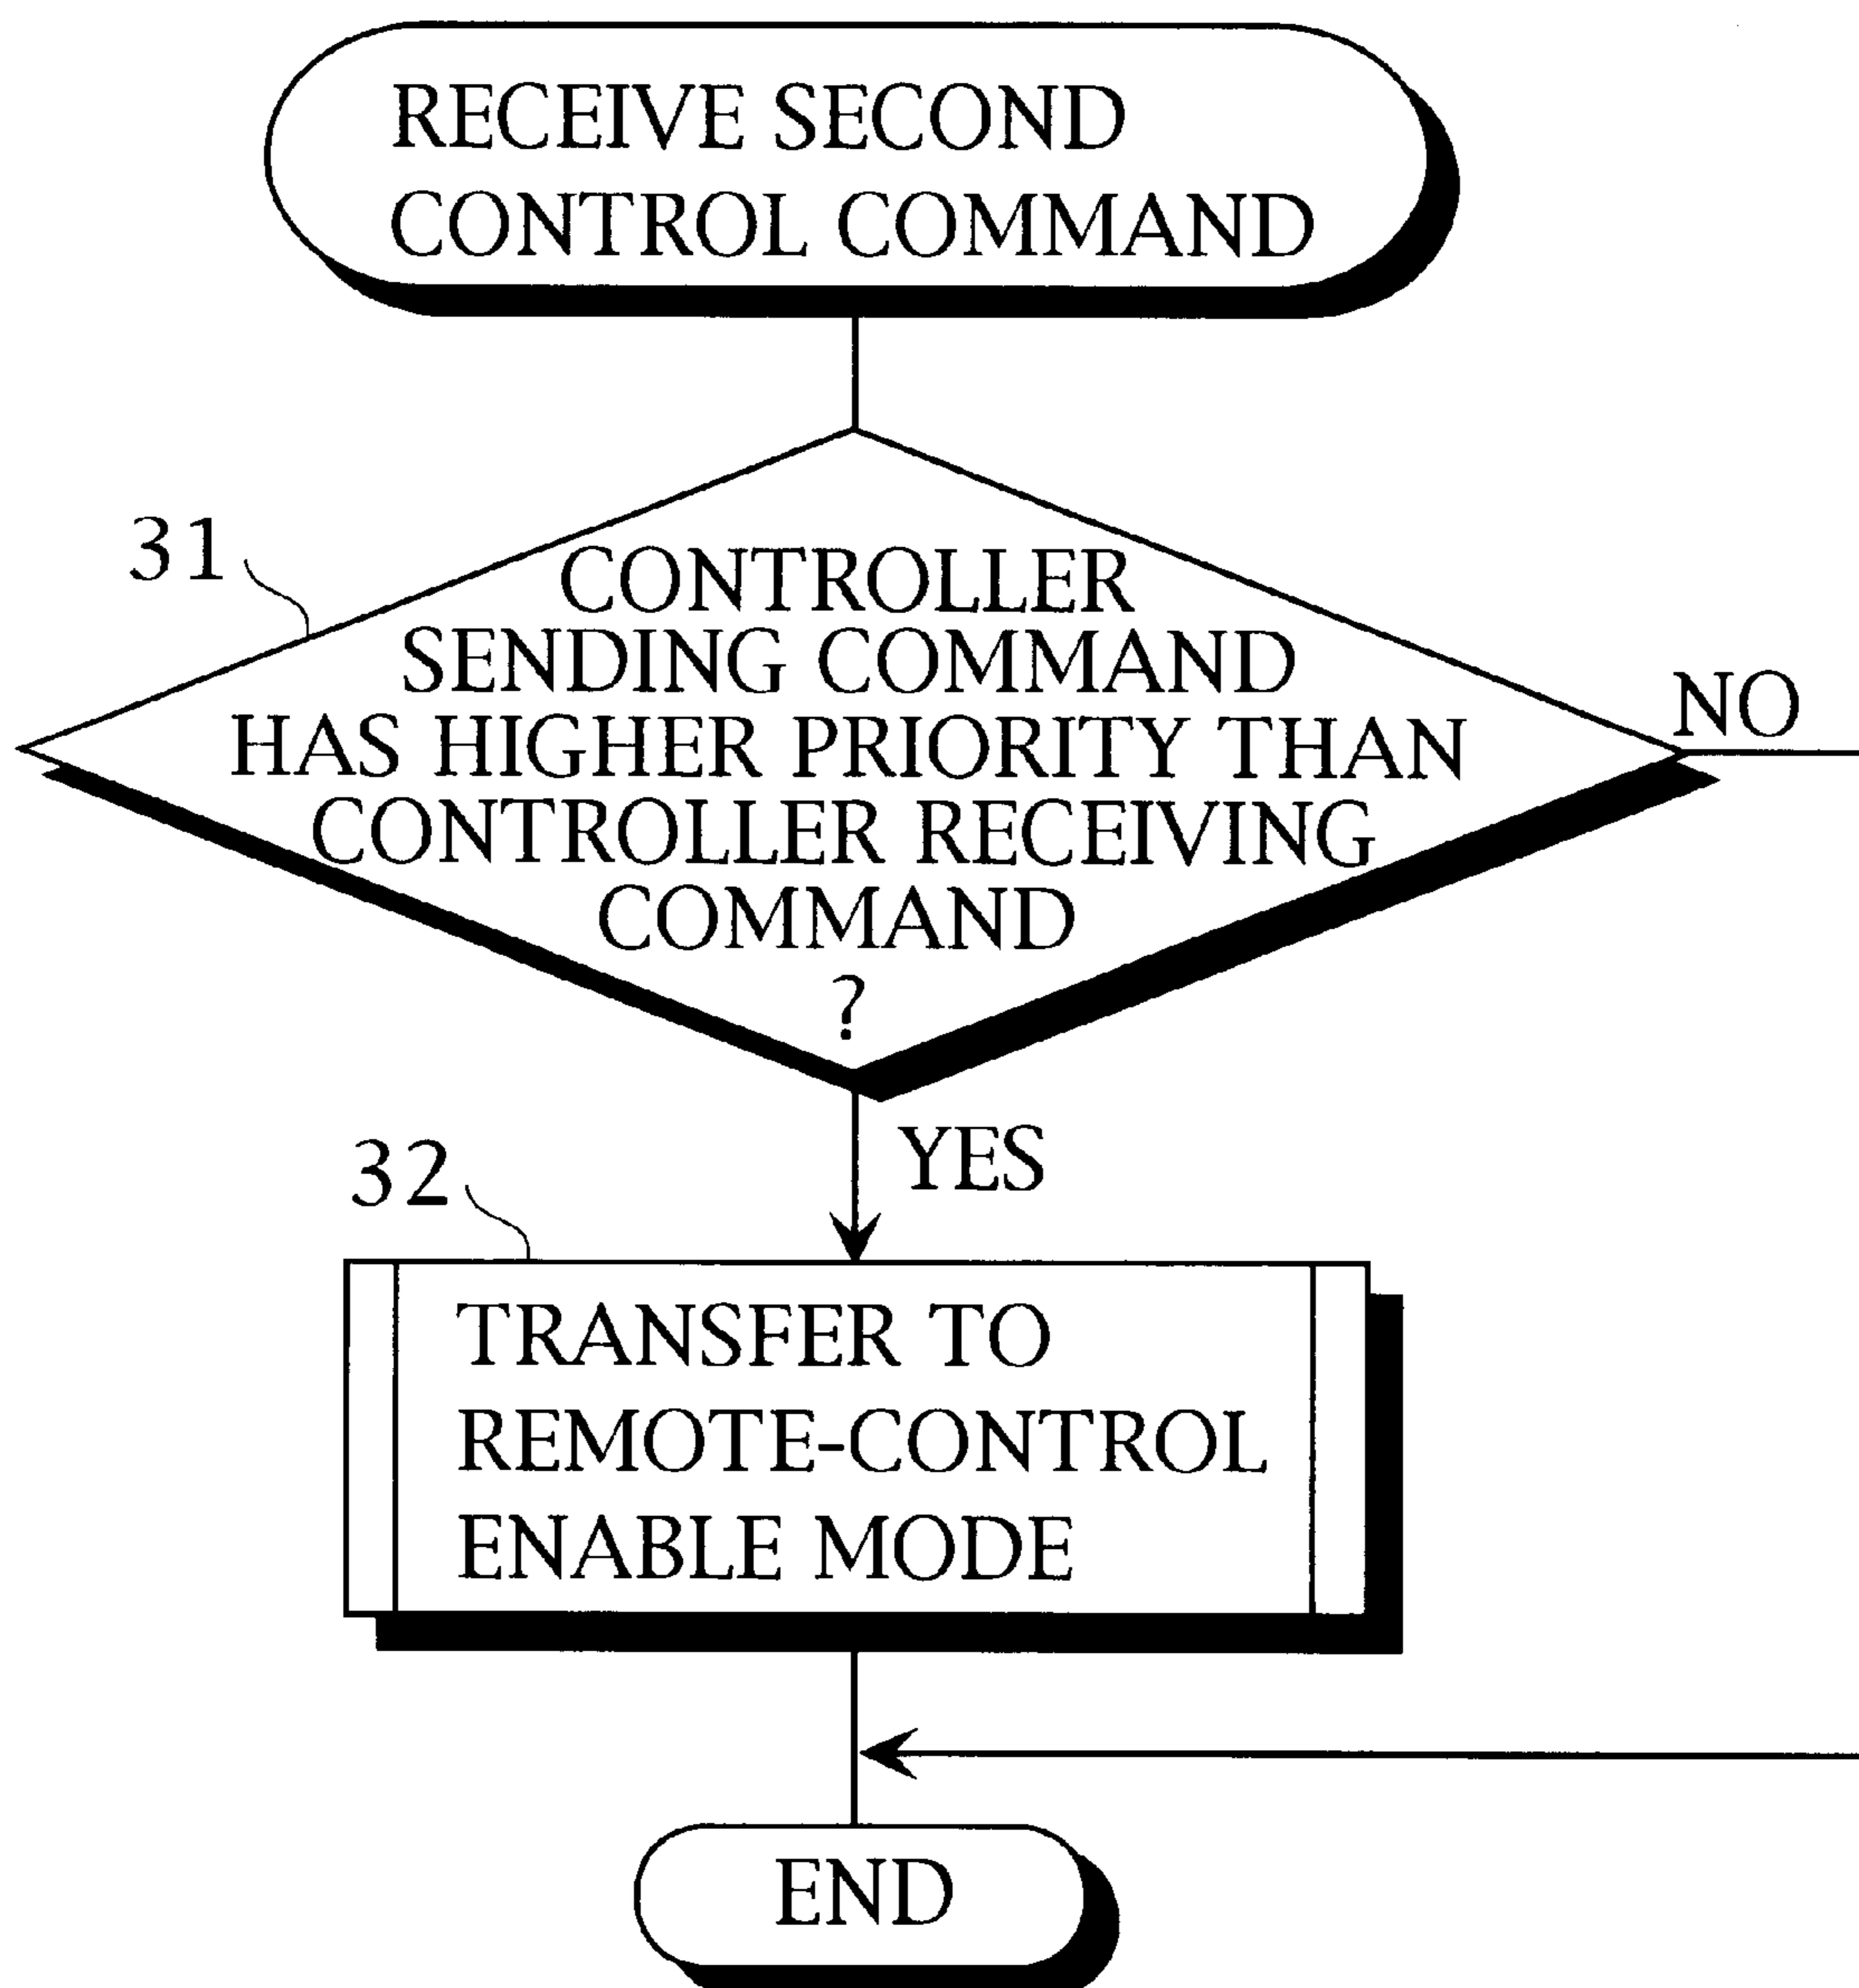 RECEIVE SECOND
CONTROL COMMAND
31
CONTROLLER
SENDING COMMAND
HAS HIGHER PRIORITY THAN
CONTROLLER RECEIVING
COMMAND
?
NO
YES
32
TRANSFER TO
REMOTE-CONTROL
ENABLE MODE
END